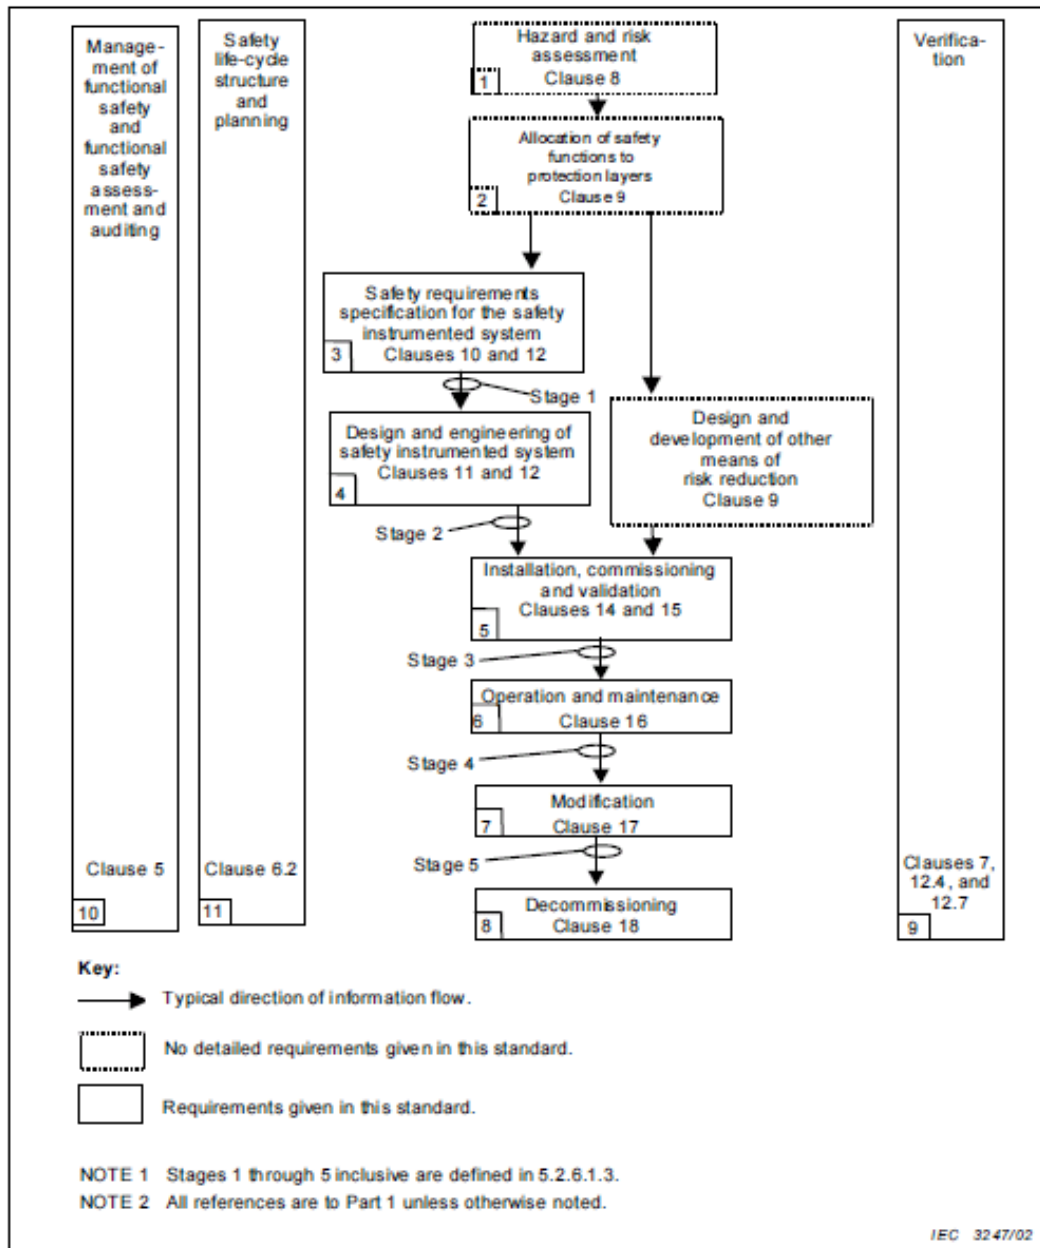 Manage-
ment of
functional
safety
and
functional
safety
assess-
ment and
auditing
Clause 5
10
Safety
life-cycle
structure
and
planning
Clause 6.2
11
Hazard and risk
assessment
Clause 8
1
Allocation of safety
functions to
protection layers
Clause 9
2
Safety requirements
specification for the safety
instrumented system
Clauses 10 and 12
3
Stage 1
Design and engineering of
safety instrumented system
Clauses 11 and 12
4
Design and
development of other
means of
risk reduction
Clause 9
Stage 2
Installation, commissioning
and validation
Clauses 14 and 15
5
Stage 3
Operation and maintenance
Clause 16
6
Stage 4
Modification
Clause 17
7
Stage 5
Decommissioning
Clause 18
8
Verifica-
tion
Clauses 7,
12.4, and
12.7
9
Key:
Typical direction of information flow.
No detailed requirements given in this standard.
Requirements given in this standard.
NOTE 1 Stages 1 through 5 inclusive are defined in 5.2.6.1.3.
NOTE 2 All references are to Part 1 unless otherwise noted.
IEC 3247/02